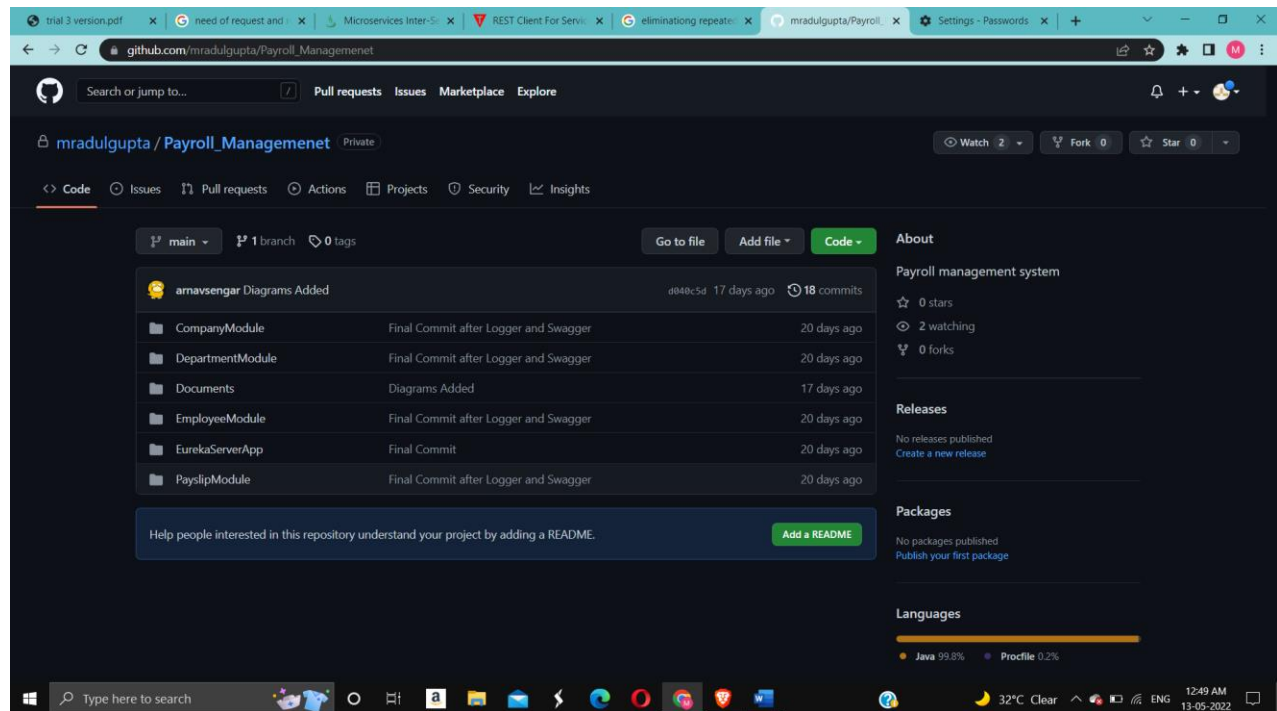 trial 3 version.pdf
need of request and
Microservices Inter-Se
REST Client For Servic
eliminationg repeate
mradulgupta/Payroll_
Settings - Passwords
github.com/mradulgupta/Payroll_Managemenet
M
Search or jump to...
/
Pull requests Issues Marketplace Explore
mradulgupta / Payroll_Managemenet Private
Watch 2
Fork 0
Star 0
<> Code Issues Pull requests Actions Projects Security Insights
main 1 branch 0 tags
Go to file Add file Code
arnavsengar Diagrams Added d040c5d 17 days ago 18 commits
CompanyModule Final Commit after Logger and Swagger 20 days ago
DepartmentModule Final Commit after Logger and Swagger 20 days ago
Documents Diagrams Added 17 days ago
EmployeeModule Final Commit after Logger and Swagger 20 days ago
EurekaServerApp Final Commit 20 days ago
PayslipModule Final Commit after Logger and Swagger 20 days ago
Help people interested in this repository understand your project by adding a README. Add a README
About
Payroll management system
0 stars
2 watching
0 forks
Releases
No releases published
Create a new release
Packages
No packages published
Publish your first package
Languages
Java 99.8% Procfile 0.2%
Type here to search
32°C Clear ENG 12:49 AM
13-05-2022